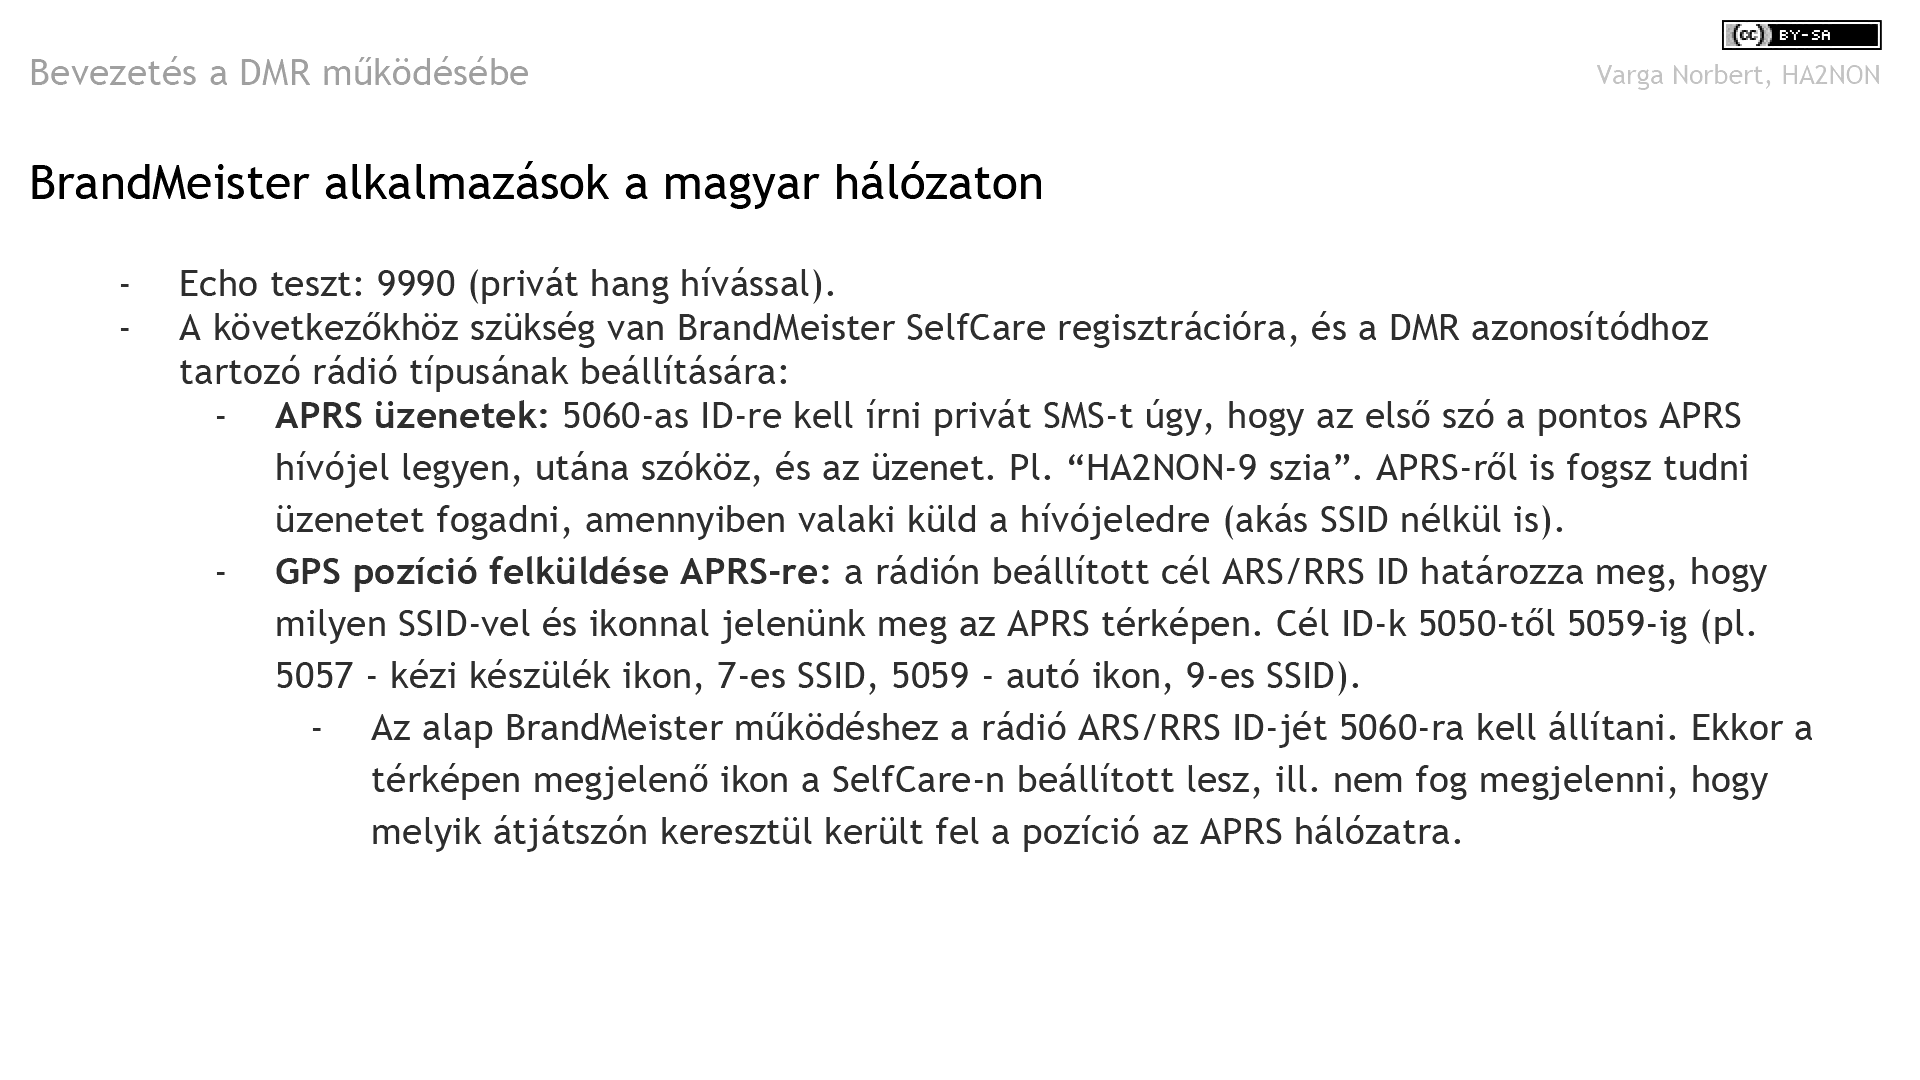 (cc) BY-SA
Bevezetés a DMR működésébe
Varga Norbert, HA2NON
BrandMeister alkalmazások a magyar hálózaton
- Echo teszt: 9990 (privát hang hívással).
- A következőkhöz szükség van BrandMeister SelfCare regisztrációra, és a DMR azonosítódhoz
tartozó rádió típusának beállítására:
- APRS üzenetek: 5060-as ID-re kell írni privát SMS-t úgy, hogy az első szó a pontos APRS
hívójel legyen, utána szóköz, és az üzenet. Pl. “HA2NON-9 szia”. APRS-ről is fogsz tudni
üzenetet fogadni, amennyiben valaki küld a hívójeledre (akás SSID nélkül is).
- GPS pozíció felküldése APRS-re: a rádión beállított cél ARS/RRS ID határozza meg, hogy
milyen SSID-vel és ikonnal jelenünk meg az APRS térképen. Cél ID-k 5050-től 5059-ig (pl.
5057 - kézi készülék ikon, 7-es SSID, 5059 - autó ikon, 9-es SSID).
- Az alap BrandMeister működéshez a rádió ARS/RRS ID-jét 5060-ra kell állítani. Ekkor a
térképen megjelenő ikon a SelfCare-n beállított lesz, ill. nem fog megjelenni, hogy
melyik átjátszón keresztül került fel a pozíció az APRS hálózatra.